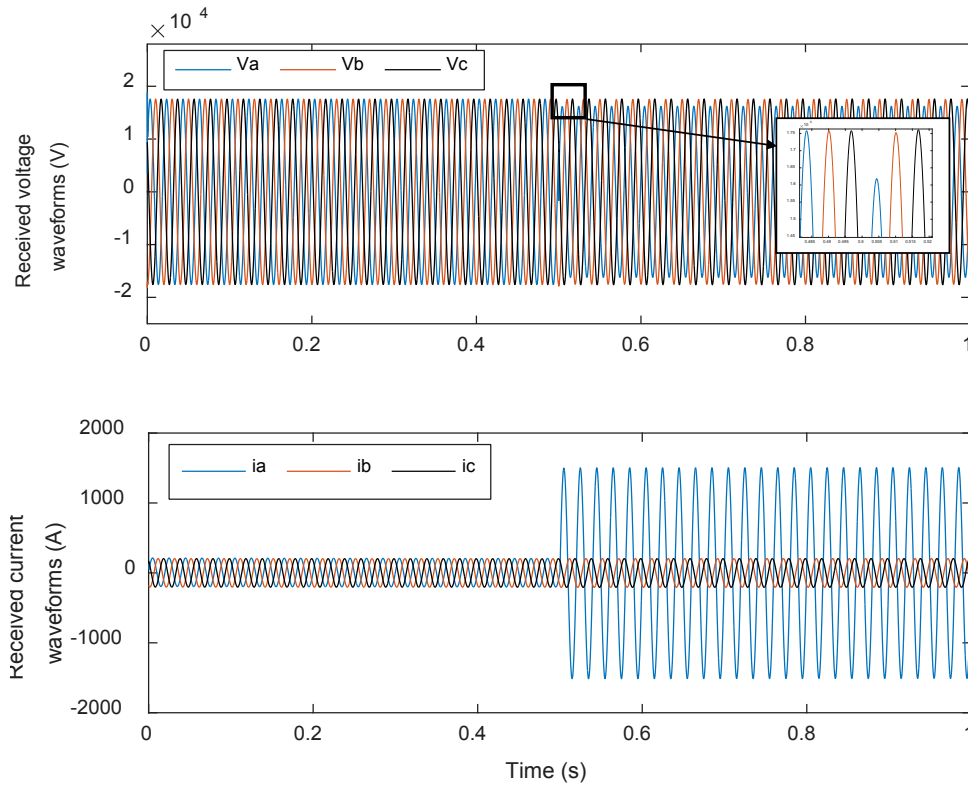 × 10 4
Va Vb Vc
2
1
0
-1
-2
Received voltage
waveforms (V)
0 0.2 0.4 0.6 0.8 1
2000
ia ib ic
1000
0
-1000
-2000
Received current
waveforms (A)
0 0.2 0.4 0.6 0.8 1
Time (s)